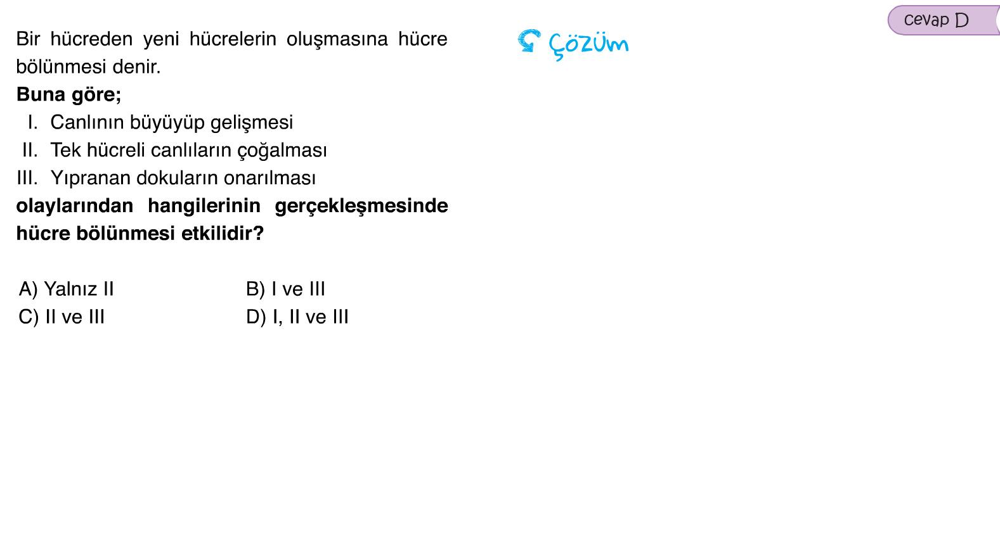 Bir hücreden yeni hücrelerin oluşmasına hücre
bölünmesi denir.
Buna göre;
I. Canlının büyüyüp gelişmesi
II. Tek hücreli canlıların çoğalması
III. Yıpranan dokuların onarılması
olaylarından hangilerinin gerçekleşmesinde
hücre bölünmesi etkilidir?
A) Yalnız II
B) I ve III
C) II ve III
D) I, II ve III
Çözüm
cevap D